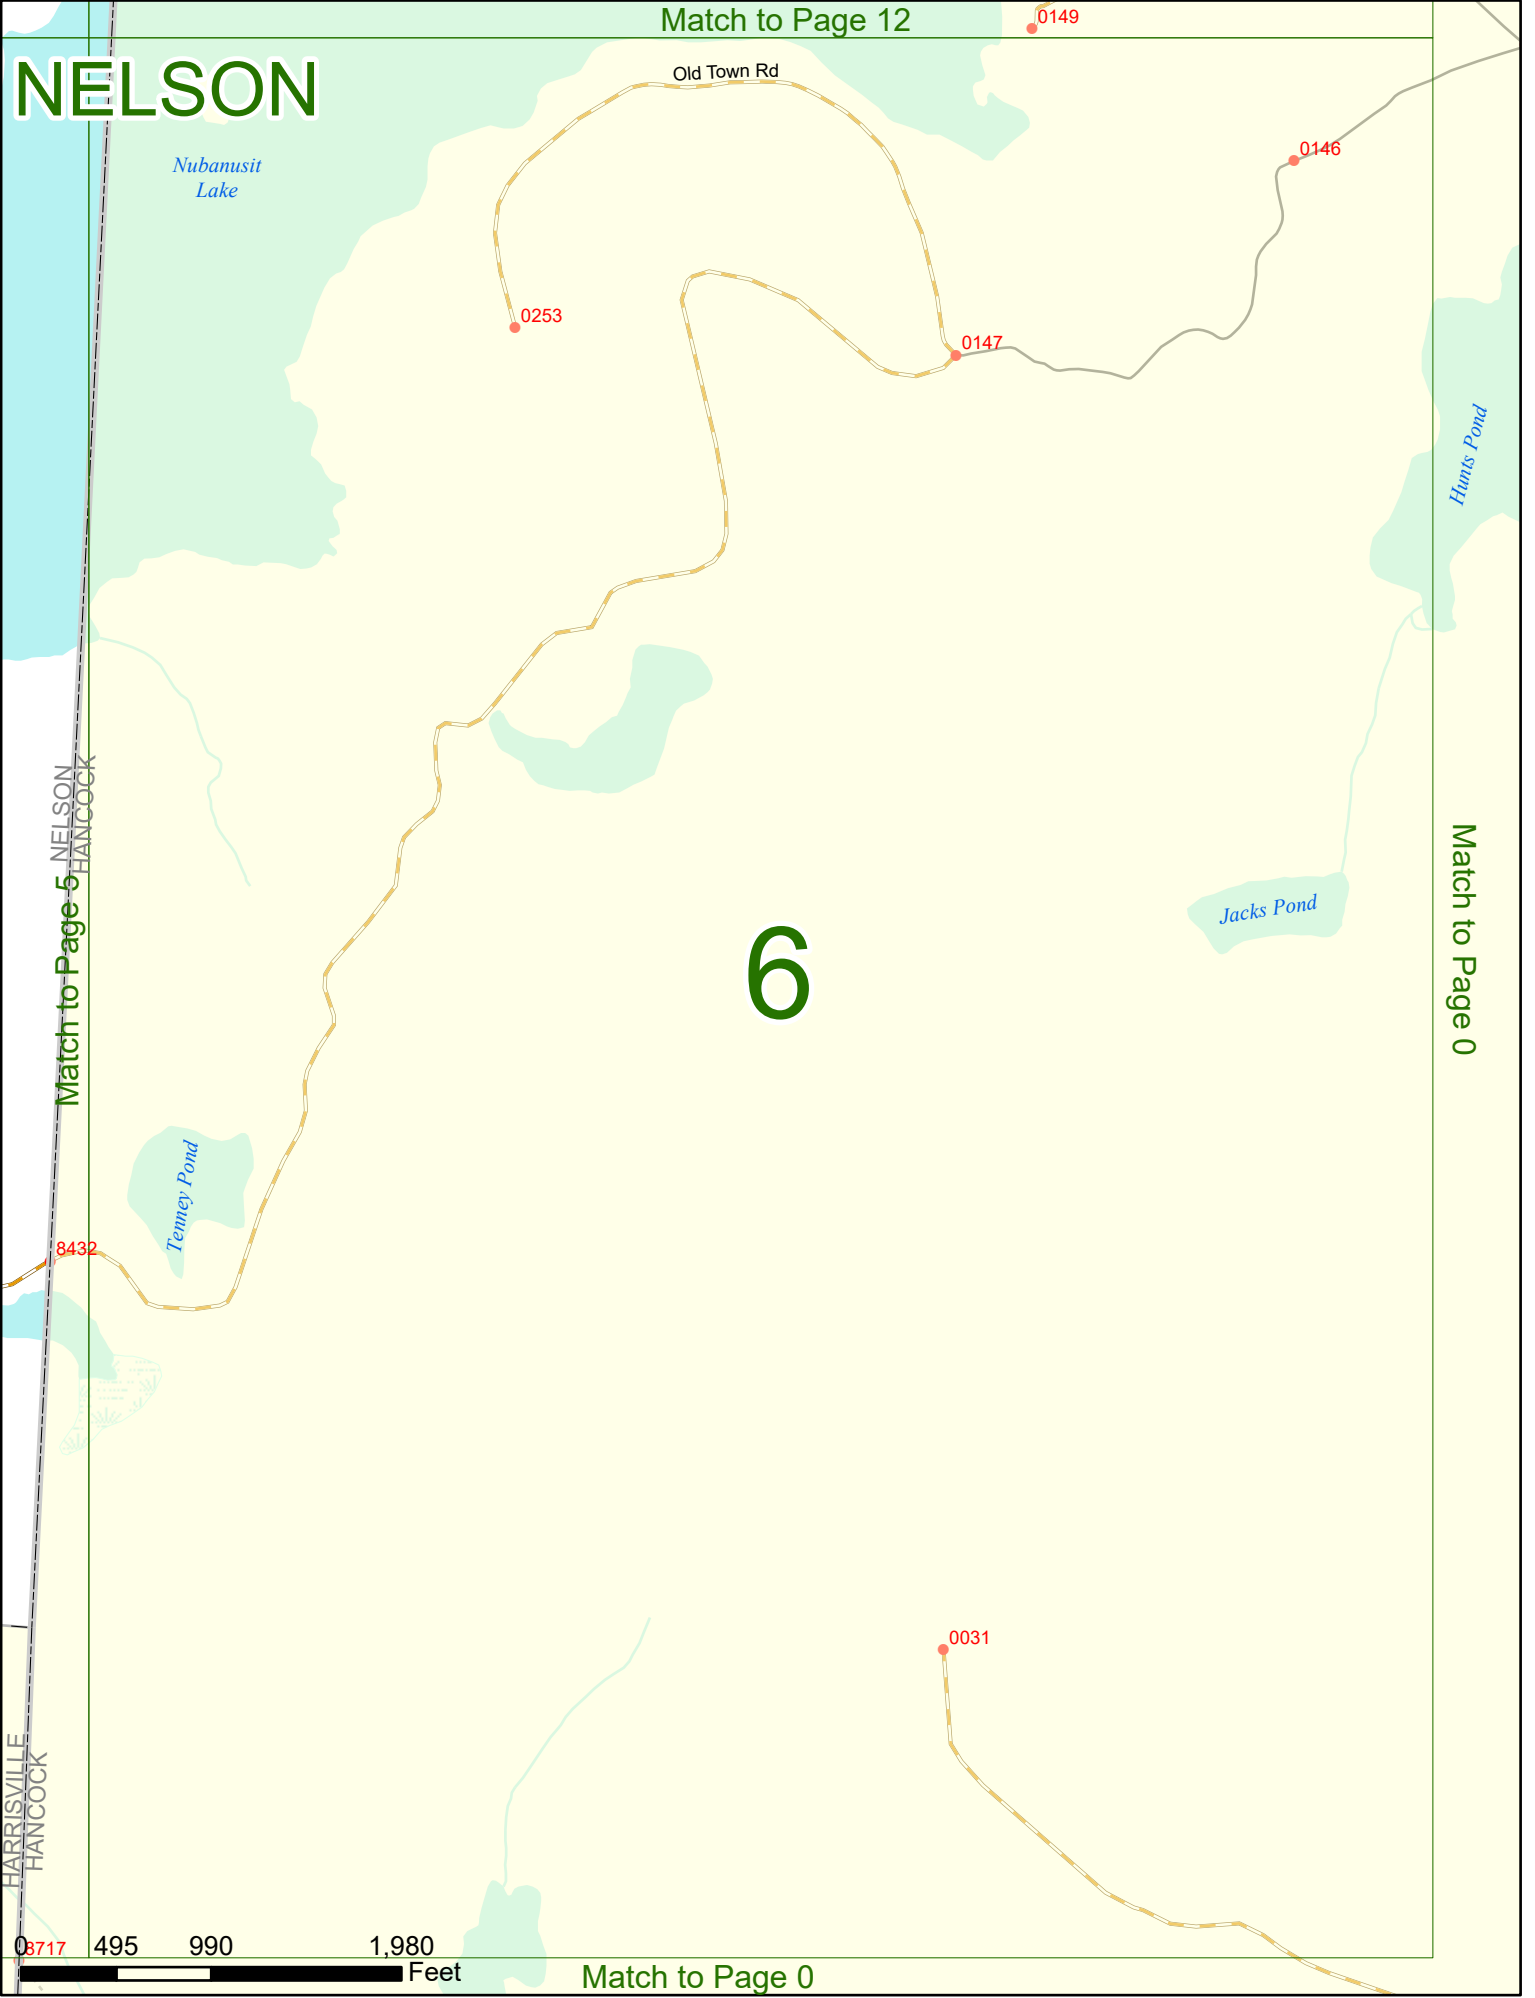 Match to Page 12
0149
NELSON
Old Town Rd
0146
Nubanusit
Lake
0253
0147
Hunts Pond
NELSON
HANCOCK
Match to Page 5
Match to Page 0
Jacks Pond
6
Tenney Pond
8432
0031
HARRISVILLE
HANCOCK
0 495 990 1,980
8717
Feet
Match to Page 0